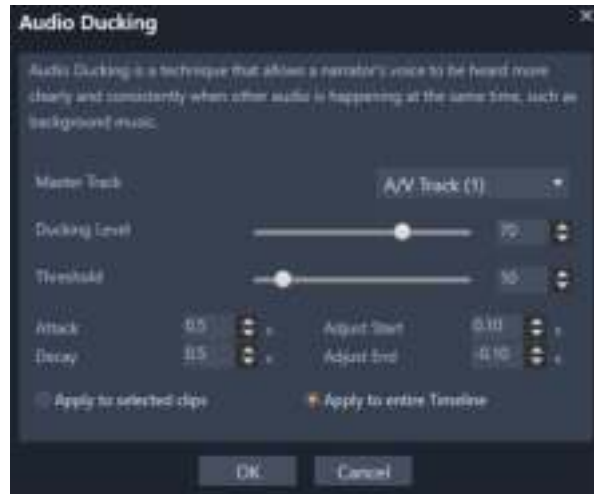 Audio Ducking
Audio Ducking is a technique that allows a narrator's voice to be heard more
clearly and consistently when other audio is happening at the same time, such as
background music.
Master Track A/V Track (1)
Ducking Level 70
Threshold
Attack 0.5 s Adjust Start 0.10 s
Decay 0.5 s Adjust End -0.10 s
Apply to selected clips Apply to entire Timeline
OK Cancel